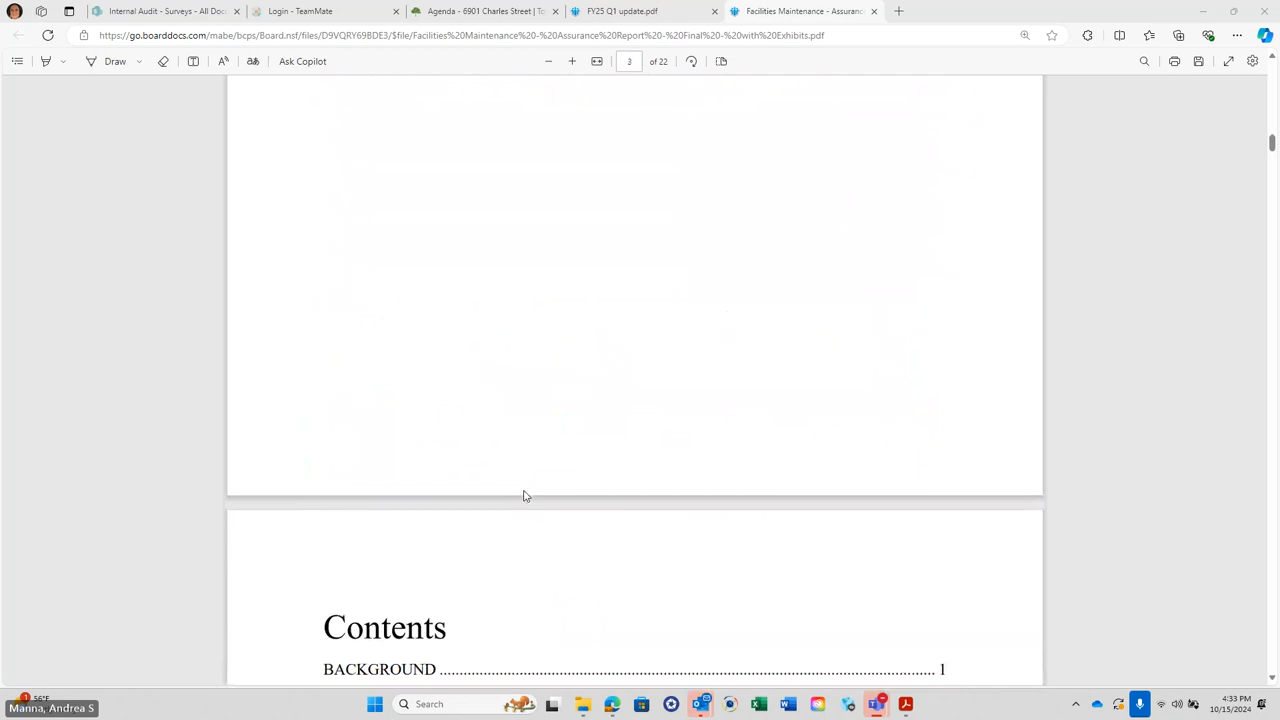 Internal Audit - Surveys - All Doc
Login - TeamMate
Agenda - 6901 Charles Street | To
FY25 Q1 update.pdf
Facilities Maintenance - Assuranc
https://go.boarddocs.com/mabe/bcps/Board.nsf/files/D9VQRY69BDE3/$file/Facilities%20Maintenance%20-%20Assurance%20Report%20-%20Final%20-%20with%20Exhibits.pdf
Draw
Ask Copilot
3 of 22
Contents
BACKGROUND ........................................................................................................................ 1
56°F
Manna, Andrea S
Search
4:33 PM
10/15/2024